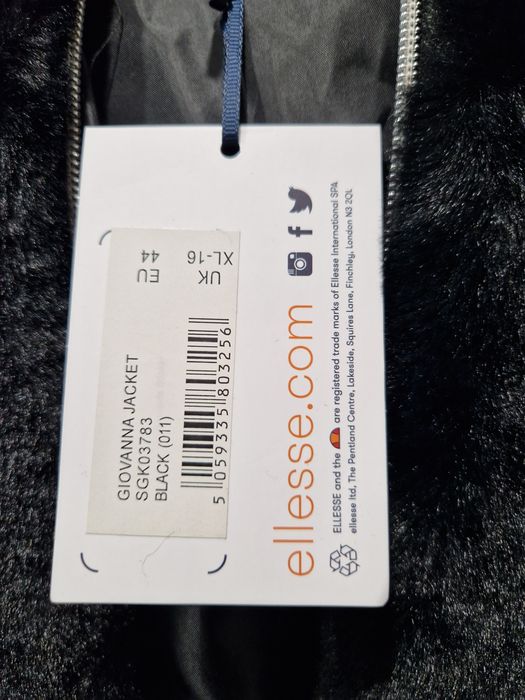 GIOVANNA JACKET
SGK03783
BLACK (011)
EU
44
UK
XL-16
5 059335 803256
ellesse.com
ELLESSE and the are registered trade marks of Ellesse International SPA
ellesse ltd, The Pentland Centre, Lakeside, Squires Lane, Finchley, London N3 2QL